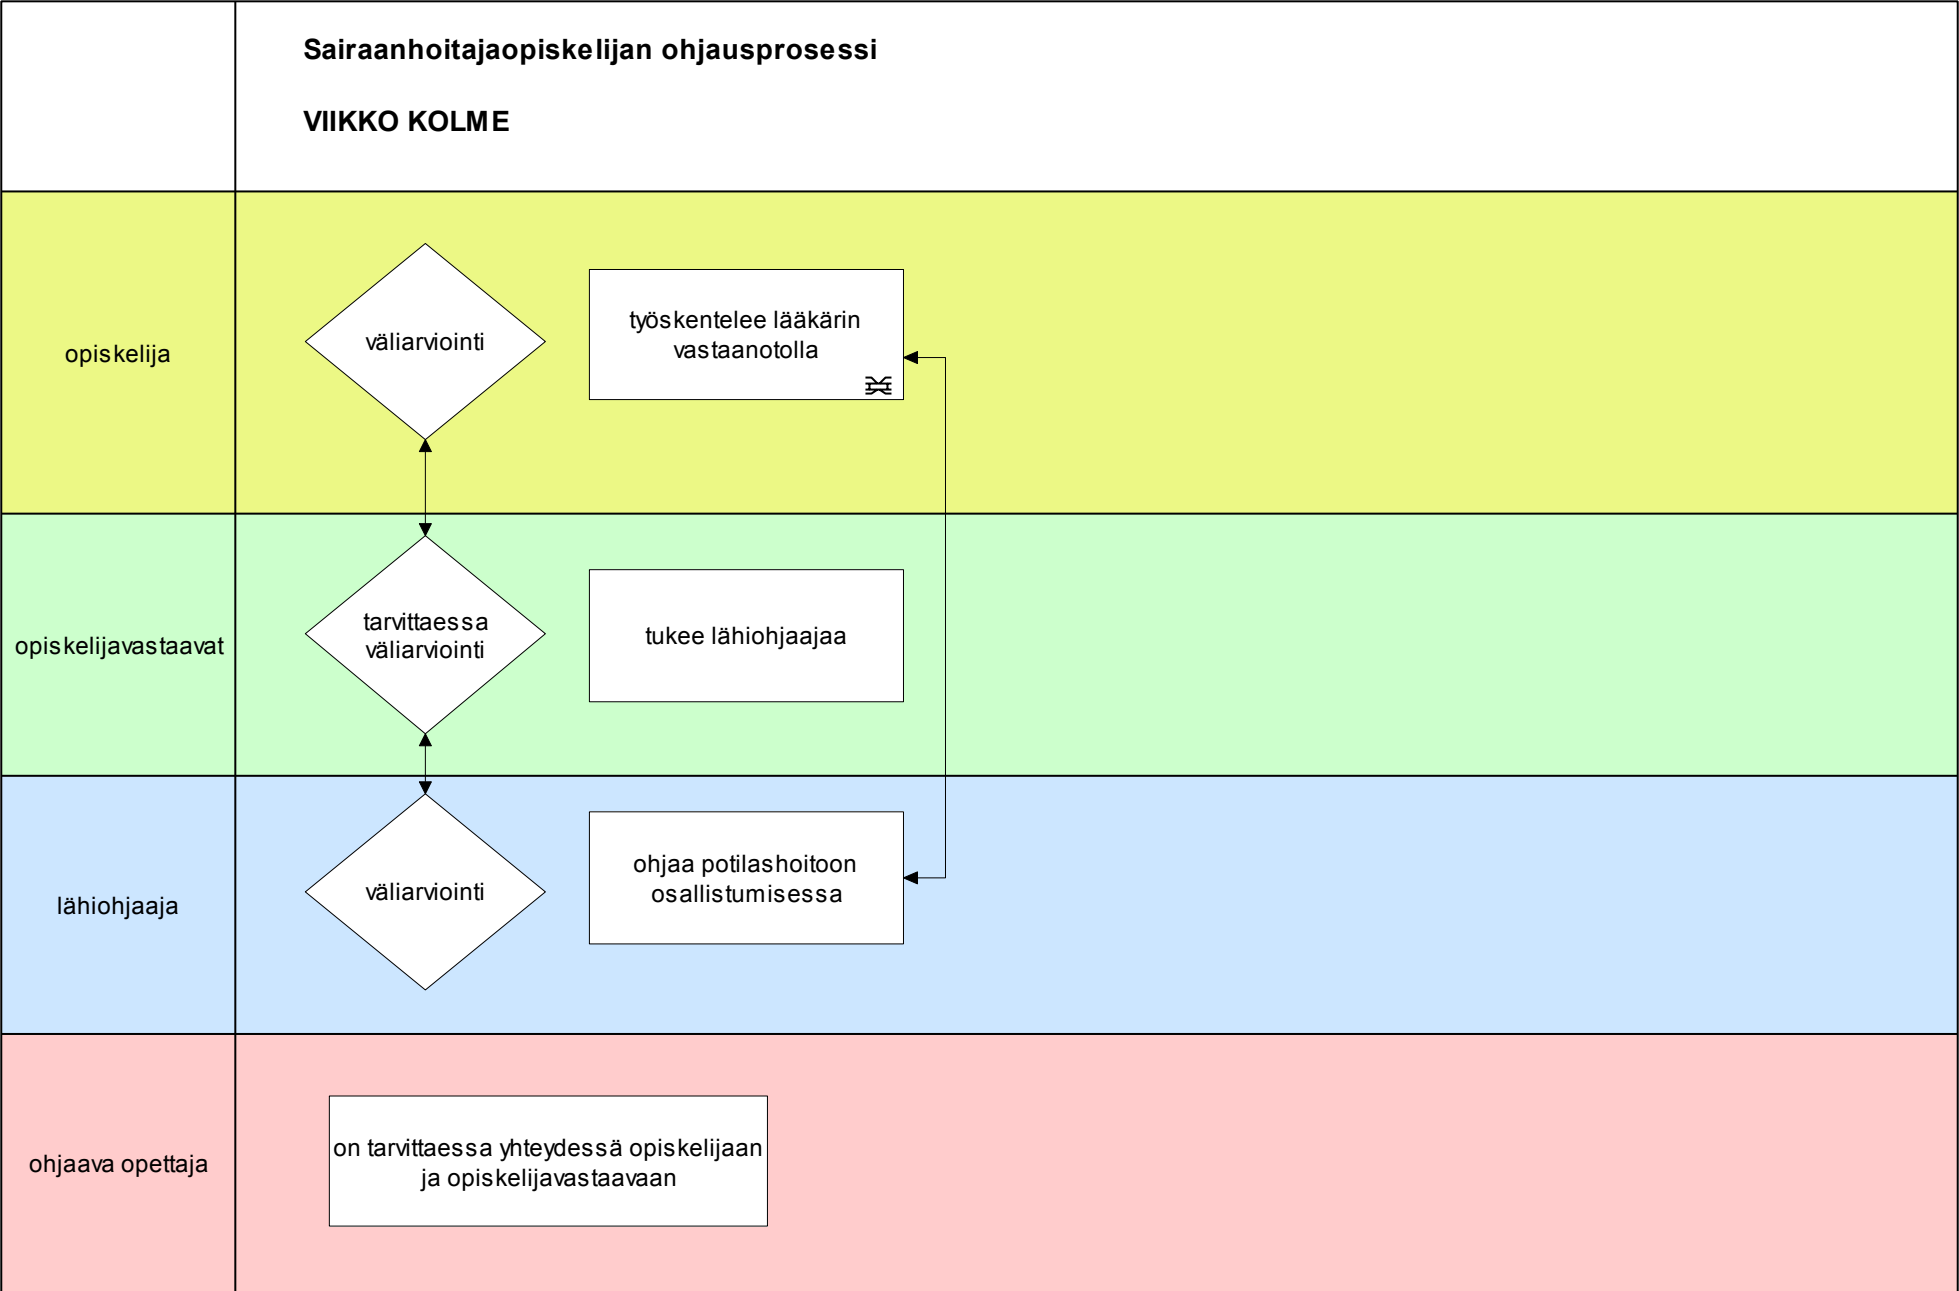 Sairaanhoitajaopiskelijan ohjausprosessi
VIIKKO KOLME
opiskelija
väliarviointi
työskentelee lääkärin
vastaanotolla
opiskelijavastaavat
tarvittaessa
väliarviointi
tukee lähiohjaajaa
lähiohjaaja
väliarviointi
ohjaa potilashoitoon
osallistumisessa
ohjaava opettaja
on tarvittaessa yhteydessä opiskelijaan
ja opiskelijavastaavaan